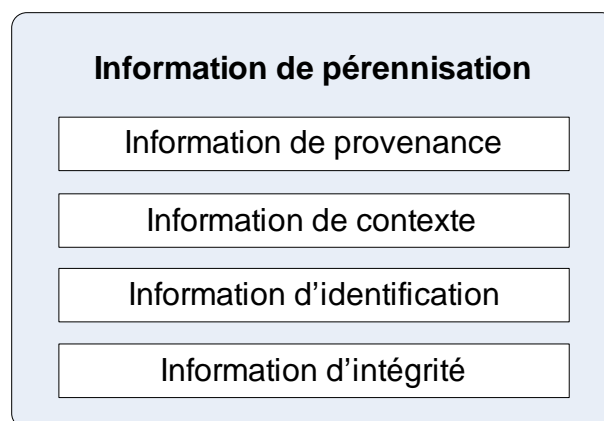 Information de pérennisation
Information de provenance
Information de contexte
Information d’identification
Information d’intégrité